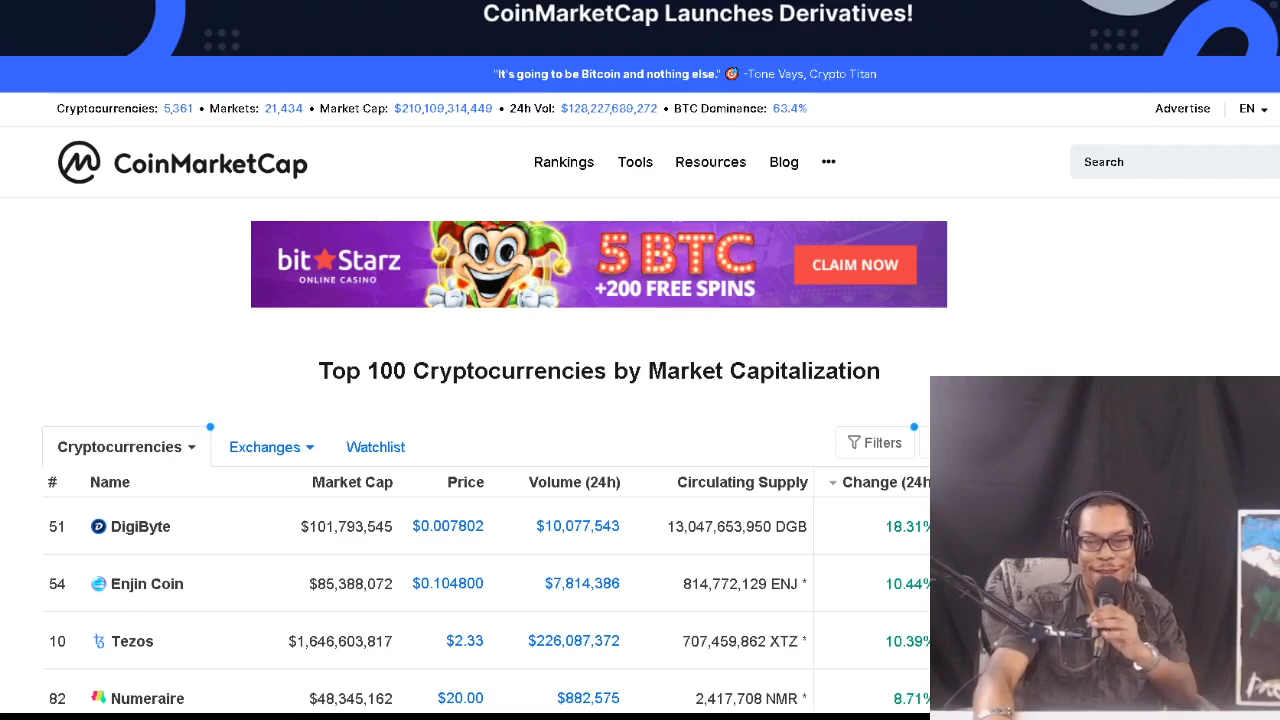 CoinMarketCap Launches Derivatives!
"It's going to be Bitcoin and nothing else." 🎯 -Tone Vays, Crypto Titan
Cryptocurrencies: 5,361 • Markets: 21,434 • Market Cap: $210,109,314,449 • 24h Vol: $128,227,689,272 • BTC Dominance: 63.4%
Advertise EN
CoinMarketCap Rankings Tools Resources Blog ••• Search
bitStarz
ONLINE CASINO
5 BTC
+200 FREE SPINS
CLAIM NOW
Top 100 Cryptocurrencies by Market Capitalization
Cryptocurrencies Exchanges Watchlist Filters
# Name Market Cap Price Volume (24h) Circulating Supply Change (24h
51 DigiByte $101,793,545 $0.007802 $10,077,543 13,047,653,950 DGB 18.31%
54 Enjin Coin $85,388,072 $0.104800 $7,814,386 814,772,129 ENJ * 10.44%
10 Tezos $1,646,603,817 $2.33 $226,087,372 707,459,862 XTZ * 10.39%
82 Numeraire $48,345,162 $20.00 $882,575 2,417,708 NMR * 8.71%